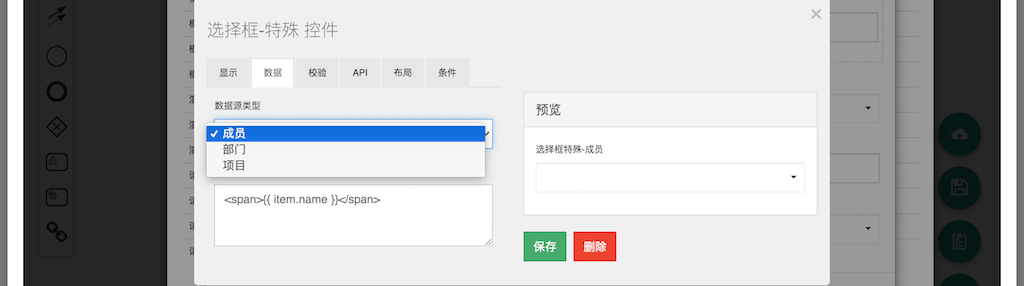 选择框-特殊 控件
×
显示
数据
校验
API
布局
条件
数据源类型
✓ 成员
部门
项目
<span>{{ item.name }}</span>
预览
选择框特殊-成员
保存
删除